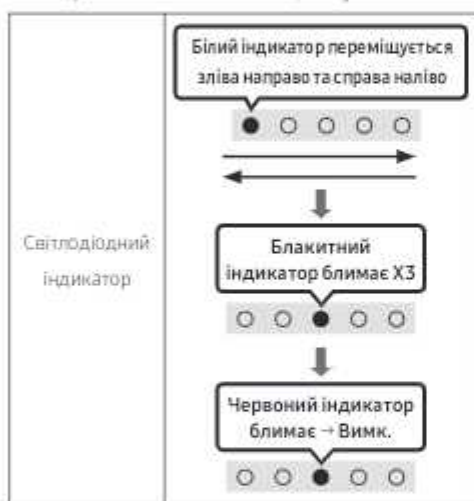 Білий індикатор переміщується
зліва направо та справа наліво
Світлодіодний
індикатор
Блакитний
індикатор блимає X3
Червоний індикатор
блимає → Вимк.